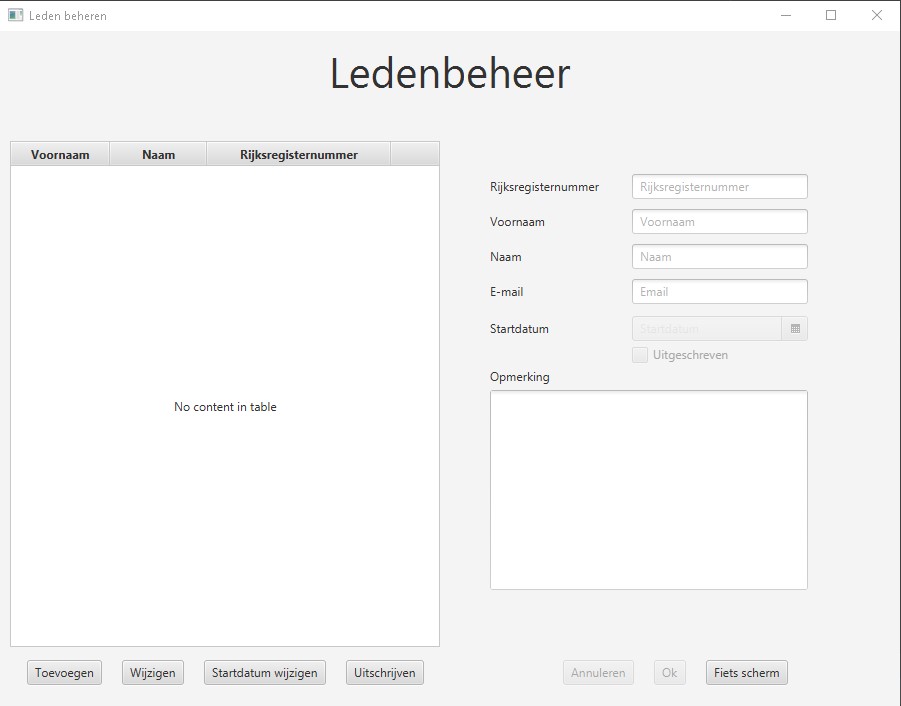 Leden beheren
Ledenbeheer
Voornaam Naam Rijksregisternummer
No content in table
Rijksregisternummer Rijksregisternummer
Voornaam Voornaam
Naam Naam
E-mail Email
Startdatum Startdatum
Uitgeschreven
Opmerking
Toevoegen Wijzigen Startdatum wijzigen Uitschrijven Annuleren Ok Fiets scherm